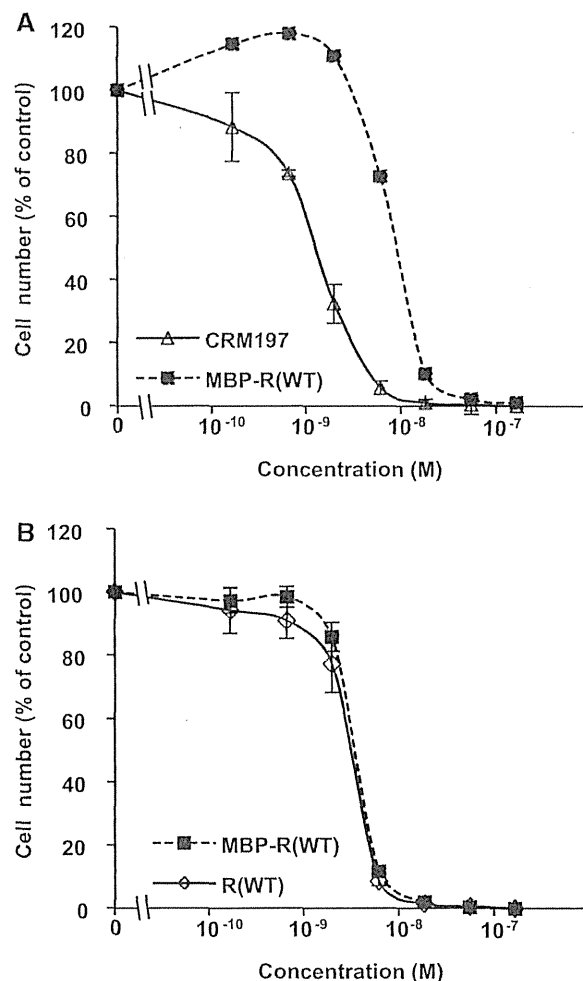 A
Cell number (% of control)
120
100
80
60
40
20
0
CRM197
MBP-R(WT)
0
10⁻¹⁰
10⁻⁹
10⁻⁸
10⁻⁷
Concentration (M)
B
Cell number (% of control)
120
100
80
60
40
20
0
MBP-R(WT)
R(WT)
0
10⁻¹⁰
10⁻⁹
10⁻⁸
10⁻⁷
Concentration (M)